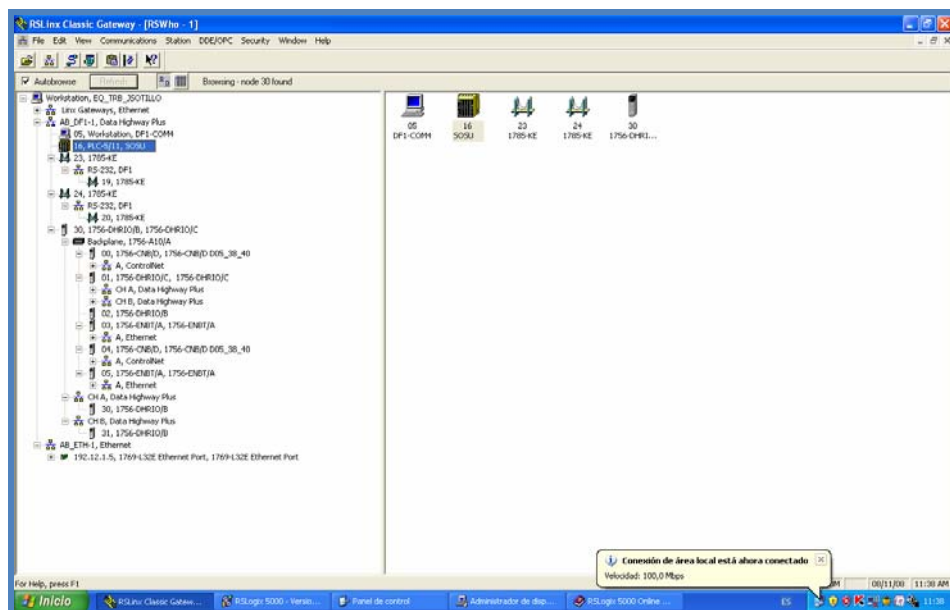 RSLinx Classic Gateway - [RSWho - 1]
File Edit View Communications Station DDE/OPC Security Window Help
Autobrowse Refresh Browsing - node 30 found
Workstation, EQ_TRB_JSOTILLO
Linx Gateways, Ethernet
AB_DF1-1, Data Highway Plus
05, Workstation, DF1-COM4
16, PLC-5/11, SOSU
23, 1785-KE
RS-232, DF1
19, 1785-KE
24, 1785-KE
RS-232, DF1
20, 1785-KE
30, 1756-DHRIO/B, 1756-DHRIO/C
Backplane, 1756-A10/A
00, 1756-CNB/D, 1756-CNB/D D05_38_40
A, ControlNet
01, 1756-DHRIO/C, 1756-DHRIO/C
CH A, Data Highway Plus
CH B, Data Highway Plus
02, 1756-DHRIO/B
03, 1756-ENBT/A, 1756-ENBT/A
A, Ethernet
04, 1756-CNB/D, 1756-CNB/D D05_38_40
A, ControlNet
05, 1756-ENBT/A, 1756-ENBT/A
A, Ethernet
CH A, Data Highway Plus
30, 1756-DHRIO/B
CH B, Data Highway Plus
31, 1756-DHRIO/B
AB_ETH-1, Ethernet
192.12.1.5, 1769-L32E Ethernet Port, 1769-L32E Ethernet Port
05 16 23 24 30
DF1-COM4 SOSU 1785-KE 1785-KE 1756-DHRI...
Conexión de área local está ahora conectado
Velocidad: 100,0 Mbps
For Help, press F1
08/11/00 11:38 AM
Inicio RSLinx Classic Gatew... RSLogix 5000 - Versio... Panel de control Administrador de disp... RSLogix 5000 Online ... ES 11:38